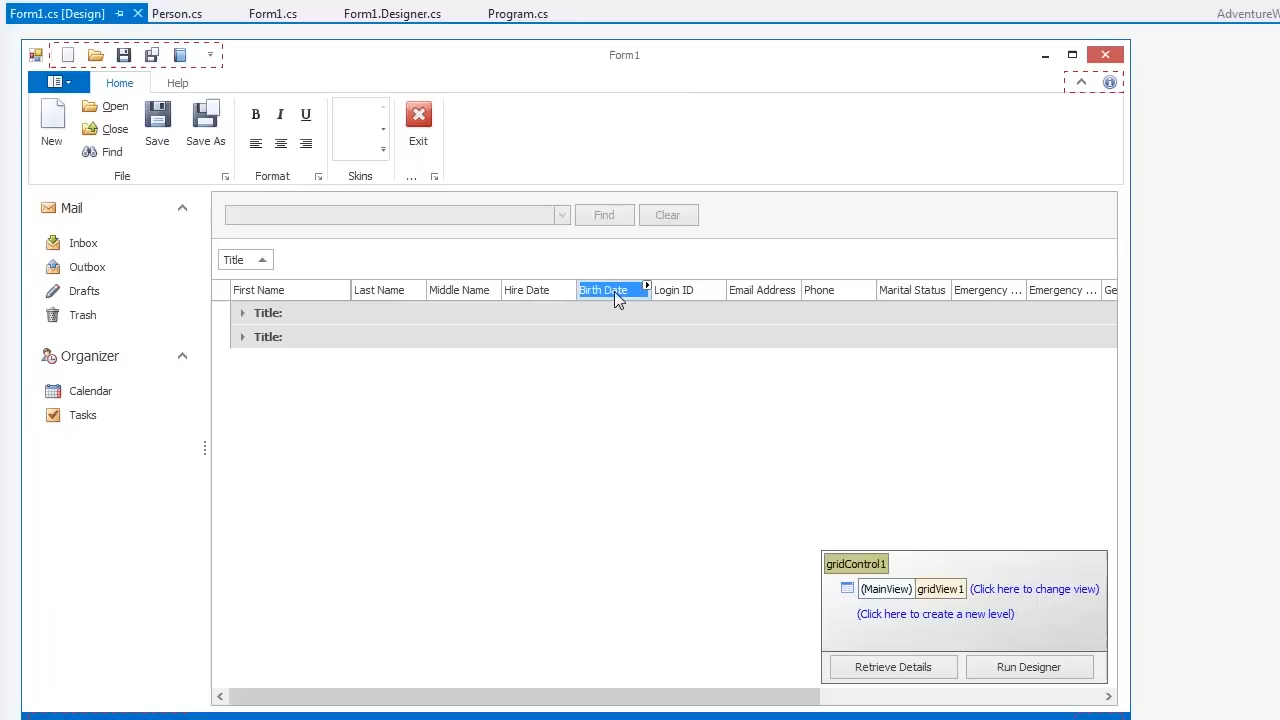 Form1.cs [Design] Person.cs Form1.cs Form1.Designer.cs Program.cs AdventureW
Form1
Home Help
New Open Close Find Save Save As B I U Exit
File Format Skins ...
Mail
Inbox
Outbox
Drafts
Trash
Organizer
Calendar
Tasks
Find Clear
Title
First Name Last Name Middle Name Hire Date Birth Date Login ID Email Address Phone Marital Status Emergency ... Emergency ... Ge
Title:
Title:
gridControl1
(MainView) gridView1 (Click here to change view)
(Click here to create a new level)
Retrieve Details Run Designer